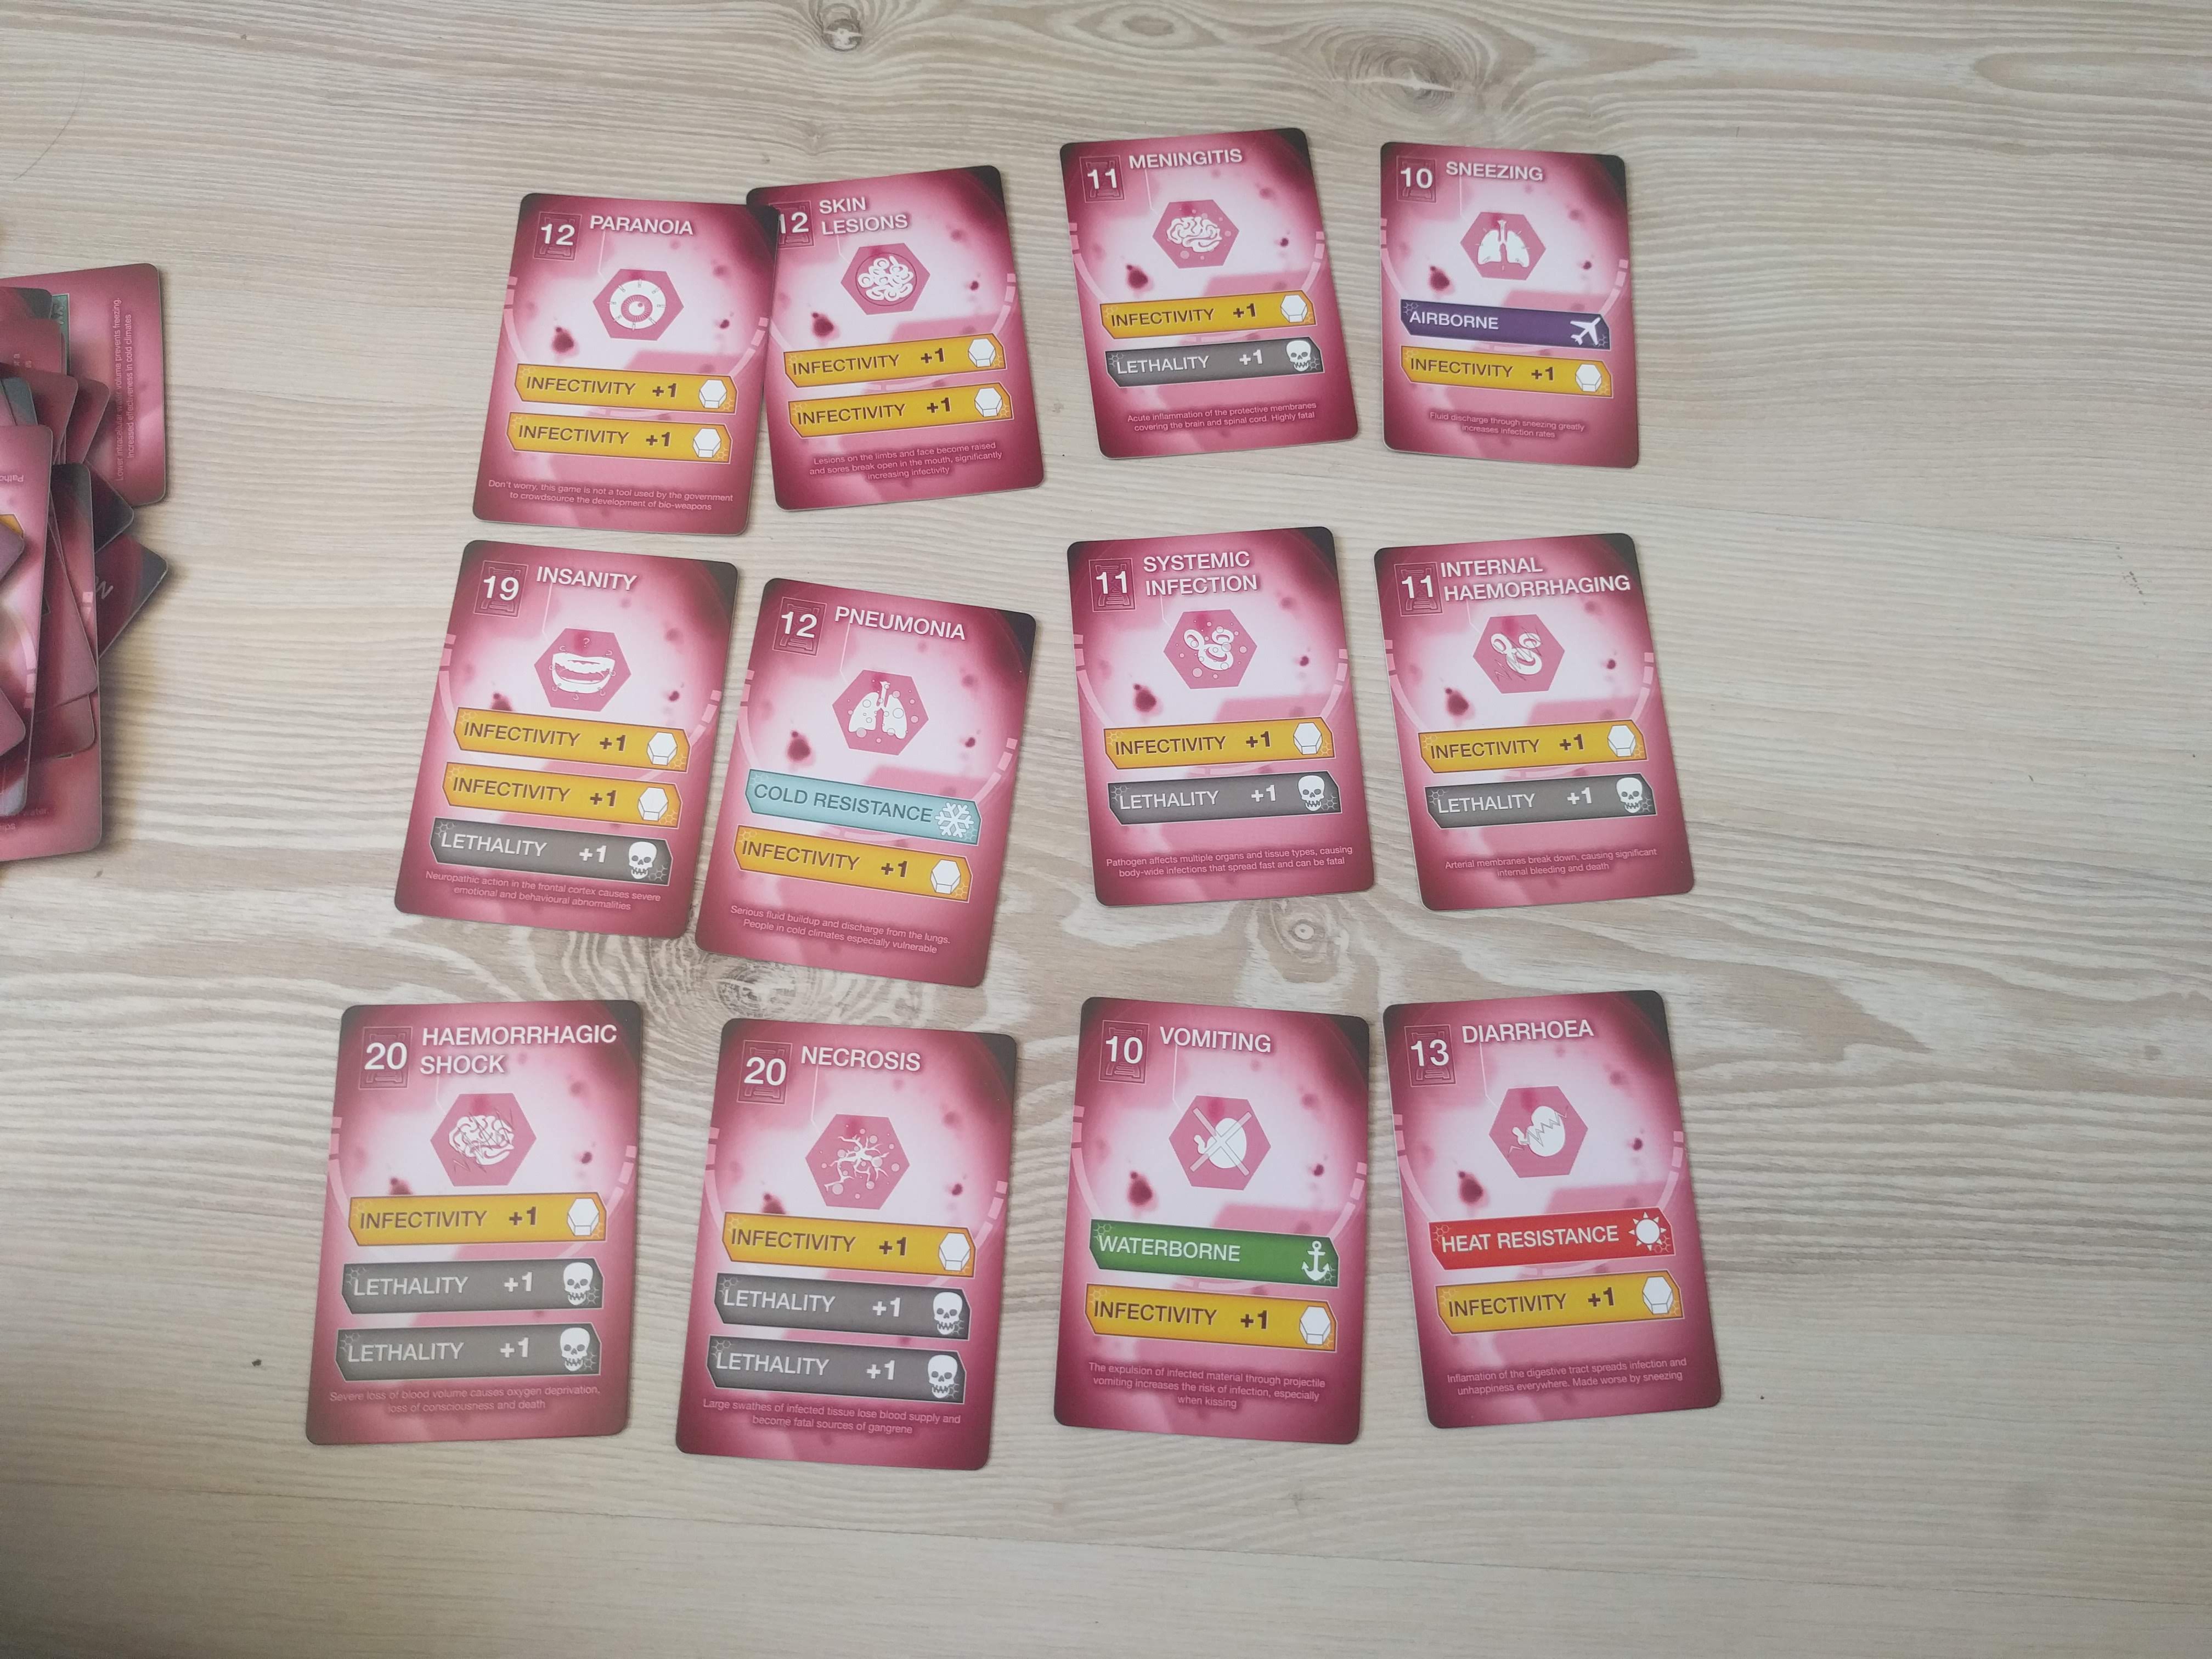 12 PARANOIA
INFECTIVITY +1
INFECTIVITY +1
Don't worry, this game is not a tool used by the government
to crowdsource the development of bio-weapons
12 SKIN
LESIONS
INFECTIVITY +1
INFECTIVITY +1
Lesions on the limbs and face become raised
and sores break open in the mouth, significantly
increasing infectivity
11 MENINGITIS
INFECTIVITY +1
LETHALITY +1
Acute inflammation of the protective membranes
covering the brain and spinal cord. Highly fatal
10 SNEEZING
AIRBORNE
INFECTIVITY +1
Fluid discharge through sneezing greatly
increases infection rates
19 INSANITY
INFECTIVITY +1
INFECTIVITY +1
LETHALITY +1
Neuropathic action in the frontal cortex causes severe
emotional and behavioural abnormalities
12 PNEUMONIA
COLD RESISTANCE
INFECTIVITY +1
Serious fluid buildup and discharge from the lungs.
People in cold climates especially vulnerable
11 SYSTEMIC
INFECTION
INFECTIVITY +1
LETHALITY +1
Pathogen affects multiple organs and tissue types, causing
body-wide infections that spread fast and can be fatal
11 INTERNAL
HAEMORRHAGING
INFECTIVITY +1
LETHALITY +1
Arterial membranes break down, causing significant
internal bleeding and death
20 HAEMORRHAGIC
SHOCK
INFECTIVITY +1
LETHALITY +1
LETHALITY +1
Severe loss of blood volume causes oxygen deprivation,
loss of consciousness and death
20 NECROSIS
INFECTIVITY +1
LETHALITY +1
LETHALITY +1
Large swathes of infected tissue lose blood supply and
become fatal sources of gangrene
10 VOMITING
WATERBORNE
INFECTIVITY +1
The expulsion of infected material through projectile
vomiting increases the risk of infection, especially
when kissing
13 DIARRHOEA
HEAT RESISTANCE
INFECTIVITY +1
Inflamation of the digestive tract spreads infection and
unhappiness everywhere. Made worse by sneezing
volume prevents freezing.
Increased effectiveness in cold climates